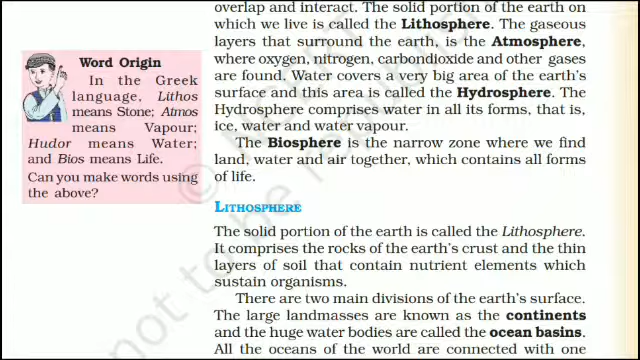 overlap and interact. The solid portion of the earth on
which we live is called the Lithosphere. The gaseous
layers that surround the earth, is the Atmosphere,
where oxygen, nitrogen, carbondioxide and other gases
are found. Water covers a very big area of the earth's
surface and this area is called the Hydrosphere. The
Hydrosphere comprises water in all its forms, that is,
ice, water and water vapour.
The Biosphere is the narrow zone where we find
land, water and air together, which contains all forms
of life.
Word Origin
In the Greek
language, Lithos
means Stone; Atmos
means Vapour;
Hudor means Water;
and Bios means Life.
Can you make words using
the above?
LITHOSPHERE
The solid portion of the earth is called the Lithosphere.
It comprises the rocks of the earth's crust and the thin
layers of soil that contain nutrient elements which
sustain organisms.
There are two main divisions of the earth's surface.
The large landmasses are known as the continents
and the huge water bodies are called the ocean basins.
All the oceans of the world are connected with one
© 
not to be